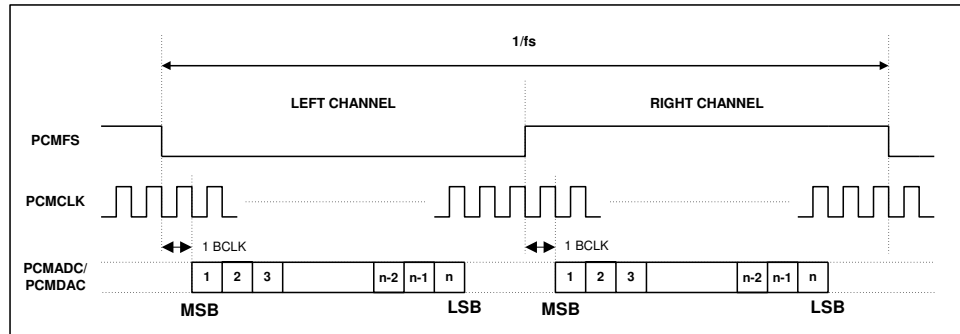 1/fs
LEFT CHANNEL RIGHT CHANNEL
PCMFS
PCMCLK
1 BCLK 1 BCLK
PCMADC/
PCMDAC
1 2 3 n-2 n-1 n 1 2 3 n-2 n-1 n
MSB LSB MSB LSB